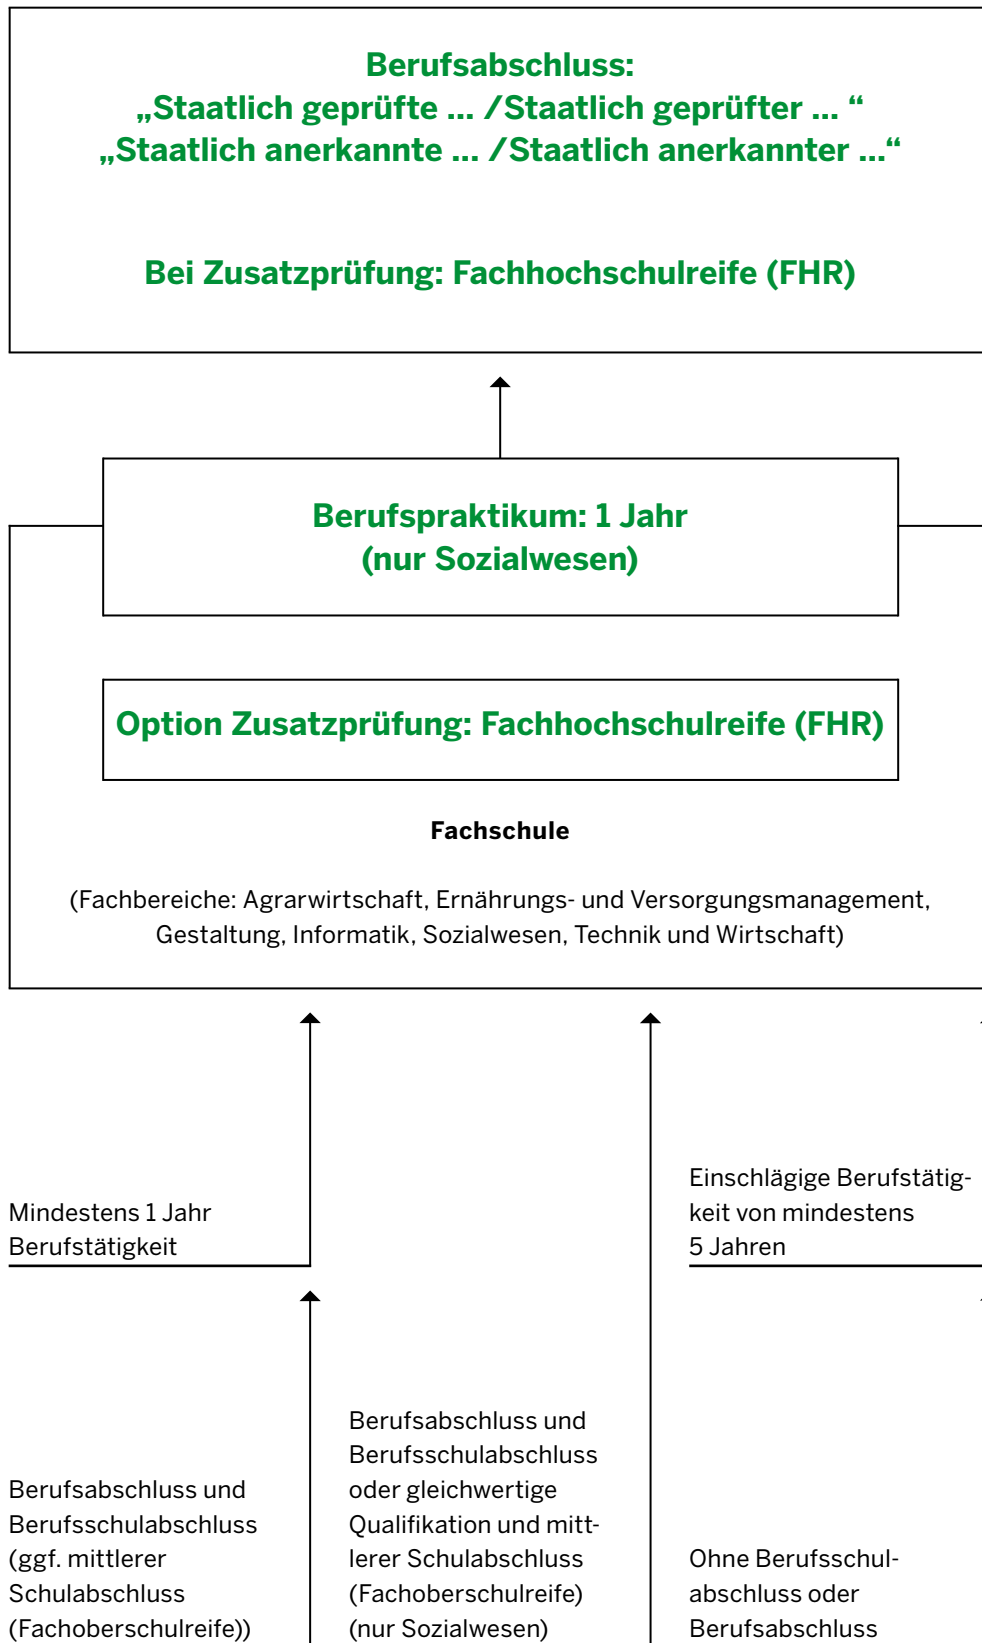 Berufsabschluss:
„Staatlich geprüfte ... /Staatlich geprüfter ... “
„Staatlich anerkannte ... /Staatlich anerkannter ...“
Bei Zusatzprüfung: Fachhochschulreife (FHR)
Berufspraktikum: 1 Jahr
(nur Sozialwesen)
Option Zusatzprüfung: Fachhochschulreife (FHR)
Fachschule
(Fachbereiche: Agrarwirtschaft, Ernährungs- und Versorgungsmanagement,
Gestaltung, Informatik, Sozialwesen, Technik und Wirtschaft)
Mindestens 1 Jahr
Berufstätigkeit
Einschlägige Berufstätig-
keit von mindestens
5 Jahren
Berufsabschluss und
Berufsschulabschluss
(ggf. mittlerer
Schulabschluss
(Fachoberschulreife))
Berufsabschluss und
Berufsschulabschluss
oder gleichwertige
Qualifikation und mitt-
lerer Schulabschluss
(Fachoberschulreife)
(nur Sozialwesen)
Ohne Berufsschul-
abschluss oder
Berufsabschluss